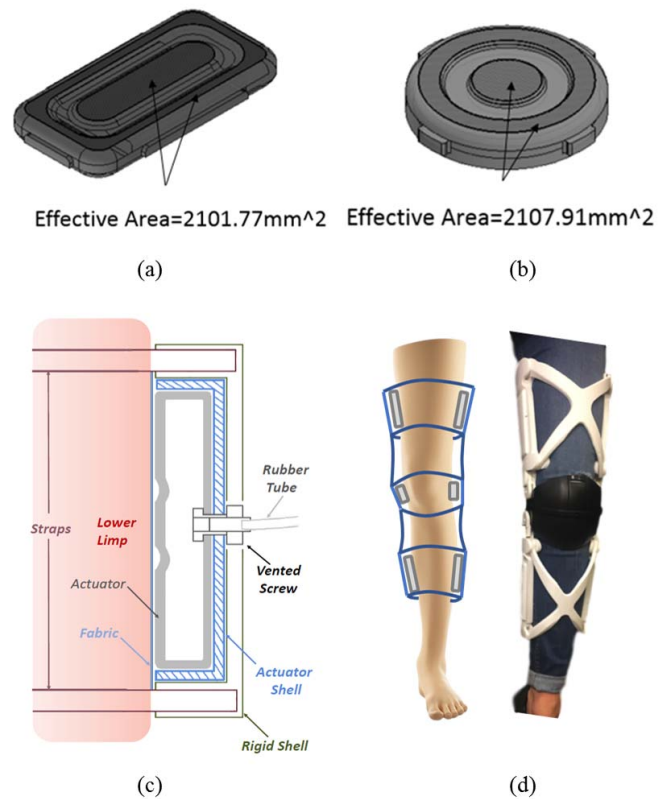 Effective Area=2101.77mm^2
Effective Area=2107.91mm^2
(a)
(b)
Rubber
Tube
Straps
Lower
Limp
Vented
Screw
Actuator
Fabric
Actuator
Shell
Rigid Shell
(c)
(d)